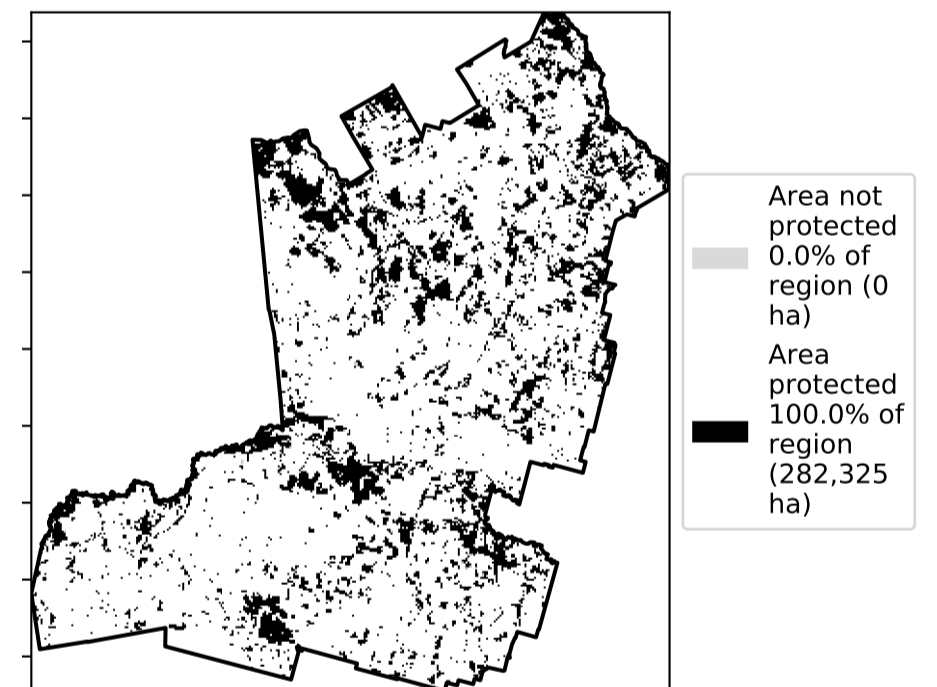 Area not
protected
0.0% of
region (0
ha)
Area
protected
100.0% of
region
(282,325
ha)